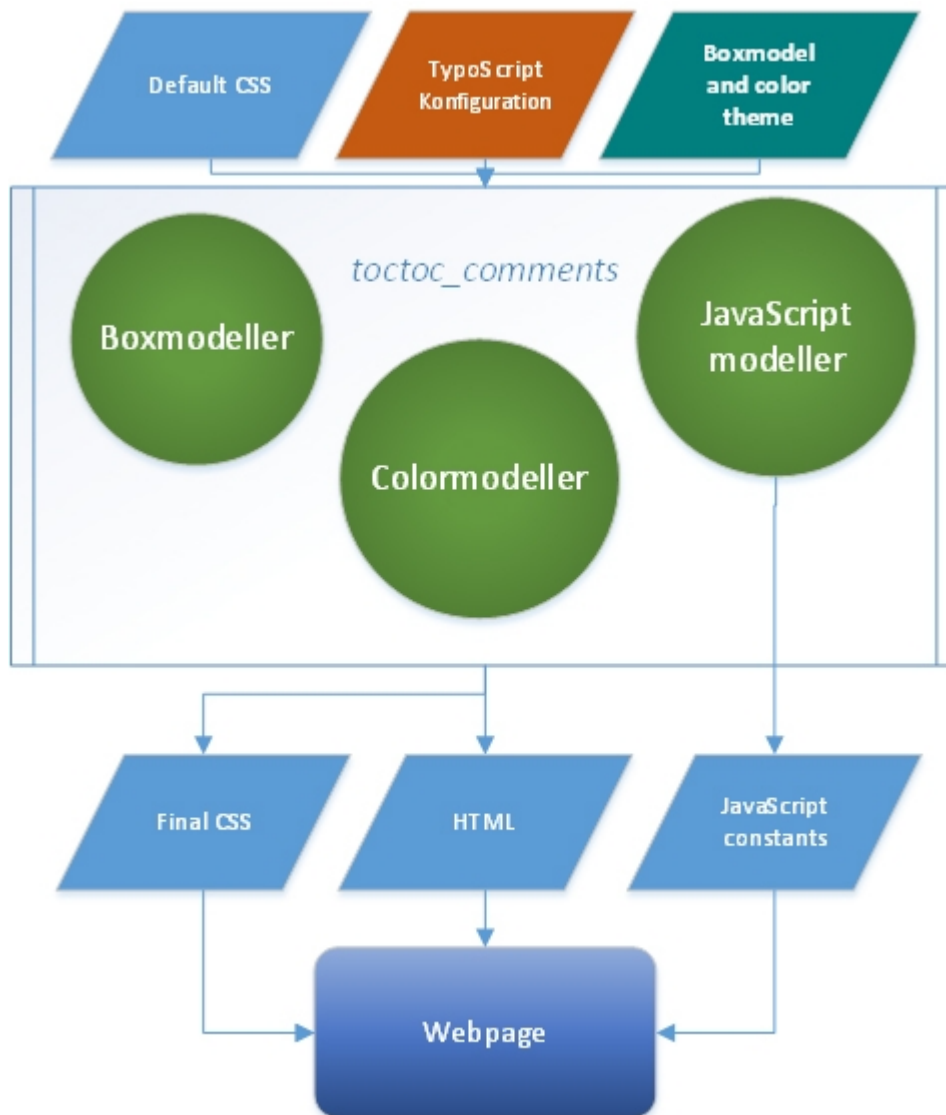 Default CSS
TypoScript
Konfiguration
Boxmodel
and color
theme
toctoc_comments
Boxmodeller
JavaScript
modeller
Colormodeller
Final CSS
HTML
JavaScript
constants
Webpage